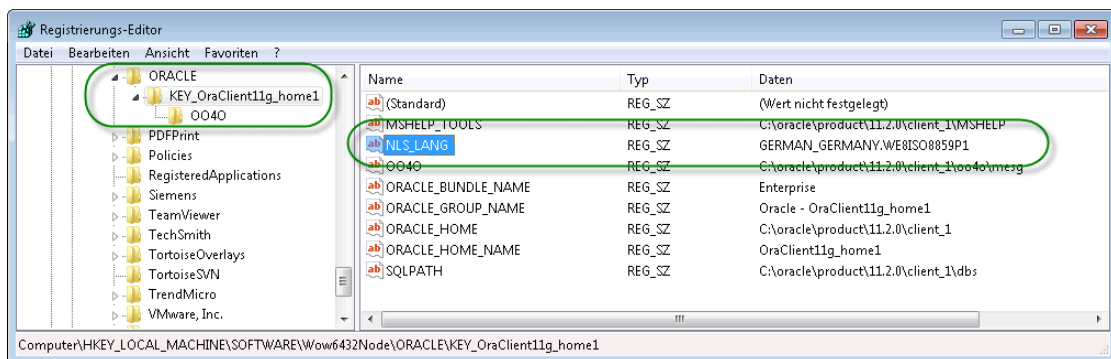 Registrierungs-Editor
Datei Bearbeiten Ansicht Favoriten ?
ORACLE
KEY_OraClient11g_home1
OO4O
PDFPrint
Policies
RegisteredApplications
Siemens
TeamViewer
TechSmith
TortoiseOverlays
TortoiseSVN
TrendMicro
VMware, Inc.
Name Typ Daten
(Standard) REG_SZ (Wert nicht festgelegt)
MSHELP_TOOLS REG_SZ C:\oracle\product\11.2.0\client_1\MSHELP
NLS_LANG REG_SZ GERMAN_GERMANY.WE8ISO8859P1
OO4O REG_SZ C:\oracle\product\11.2.0\client_1\oo4o\mesg
ORACLE_BUNDLE_NAME REG_SZ Enterprise
ORACLE_GROUP_NAME REG_SZ Oracle - OraClient11g_home1
ORACLE_HOME REG_SZ C:\oracle\product\11.2.0\client_1
ORACLE_HOME_NAME REG_SZ OraClient11g_home1
SQLPATH REG_SZ C:\oracle\product\11.2.0\client_1\dbs
Computer\HKEY_LOCAL_MACHINE\SOFTWARE\Wow6432Node\ORACLE\KEY_OraClient11g_home1